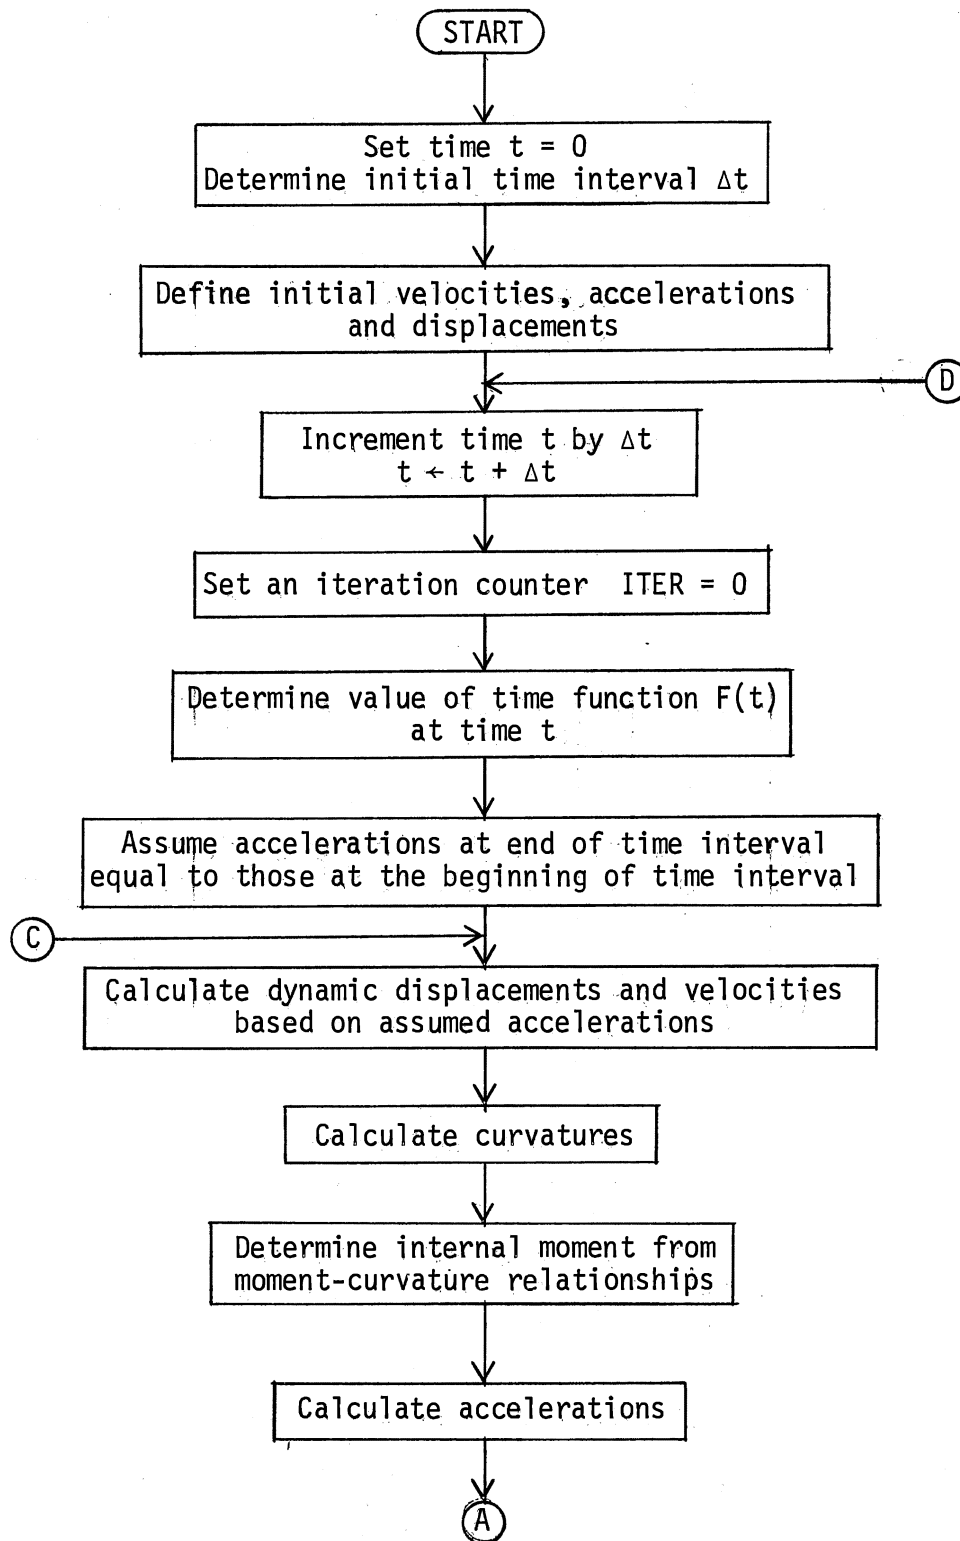 START
Set time t = 0
Determine initial time interval Δt
Define initial velocities, accelerations
and displacements
D
Increment time t by Δt
t ← t + Δt
Set an iteration counter ITER = 0
Determine value of time function F(t)
at time t
Assume accelerations at end of time interval
equal to those at the beginning of time interval
C
Calculate dynamic displacements and velocities
based on assumed accelerations
Calculate curvatures
Determine internal moment from
moment-curvature relationships
Calculate accelerations
A